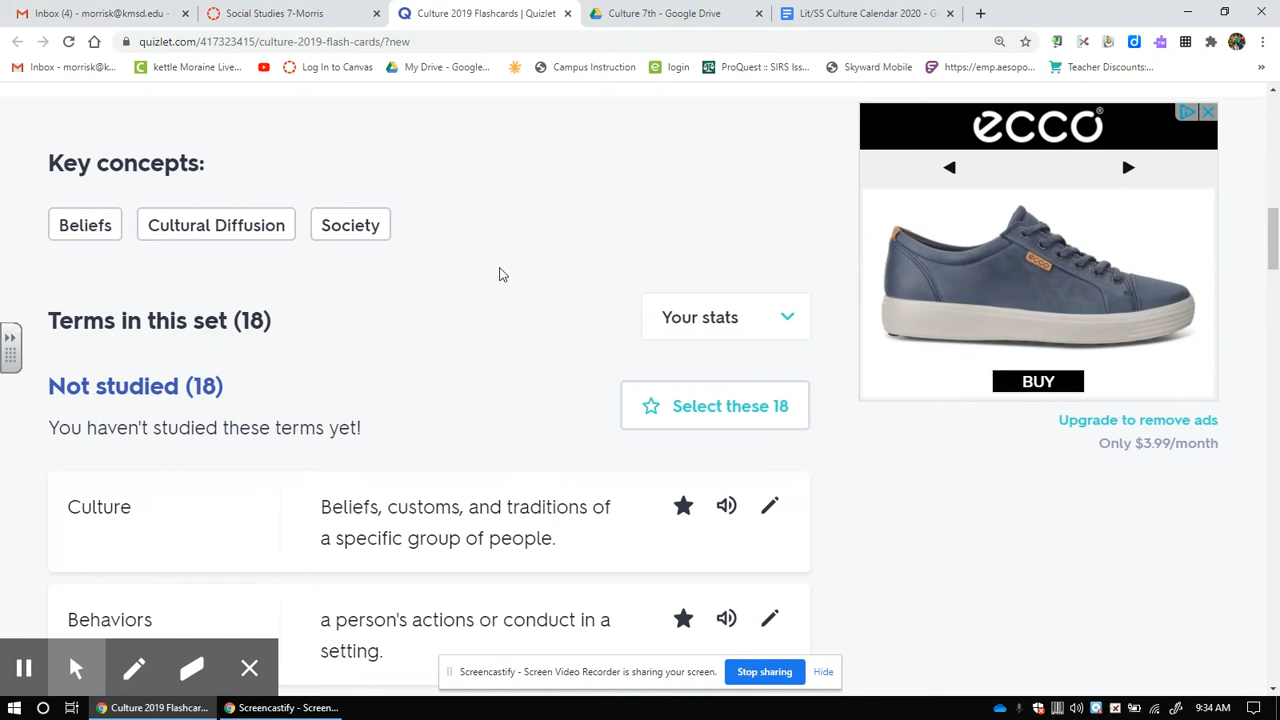 Inbox (4) - morrisk@kmsd.edu -
Social Studies 7-Morris
Culture 2019 Flashcards | Quizlet
Culture 7th - Google Drive
Lit/SS Culture Calendar 2020 - G
quizlet.com/417323415/culture-2019-flash-cards/?new
Inbox - morrisk@k...
kettle Moraine Live...
Log In to Canvas
My Drive - Google...
Campus Instruction
login
ProQuest :: SIRS Iss...
Skyward Mobile
https://emp.aesopo...
Teacher Discounts:...
ecco
Key concepts:
Beliefs
Cultural Diffusion
Society
ECCO
BUY
Terms in this set (18)
Your stats
Not studied (18)
Select these 18
You haven't studied these terms yet!
Upgrade to remove ads
Only $3.99/month
Culture
Beliefs, customs, and traditions of
a specific group of people.
Behaviors
a person's actions or conduct in a
setting.
Screencastify - Screen Video Recorder is sharing your screen.
Stop sharing
Hide
Culture 2019 Flashcar...
Screencastify - Screen...
9:34 AM